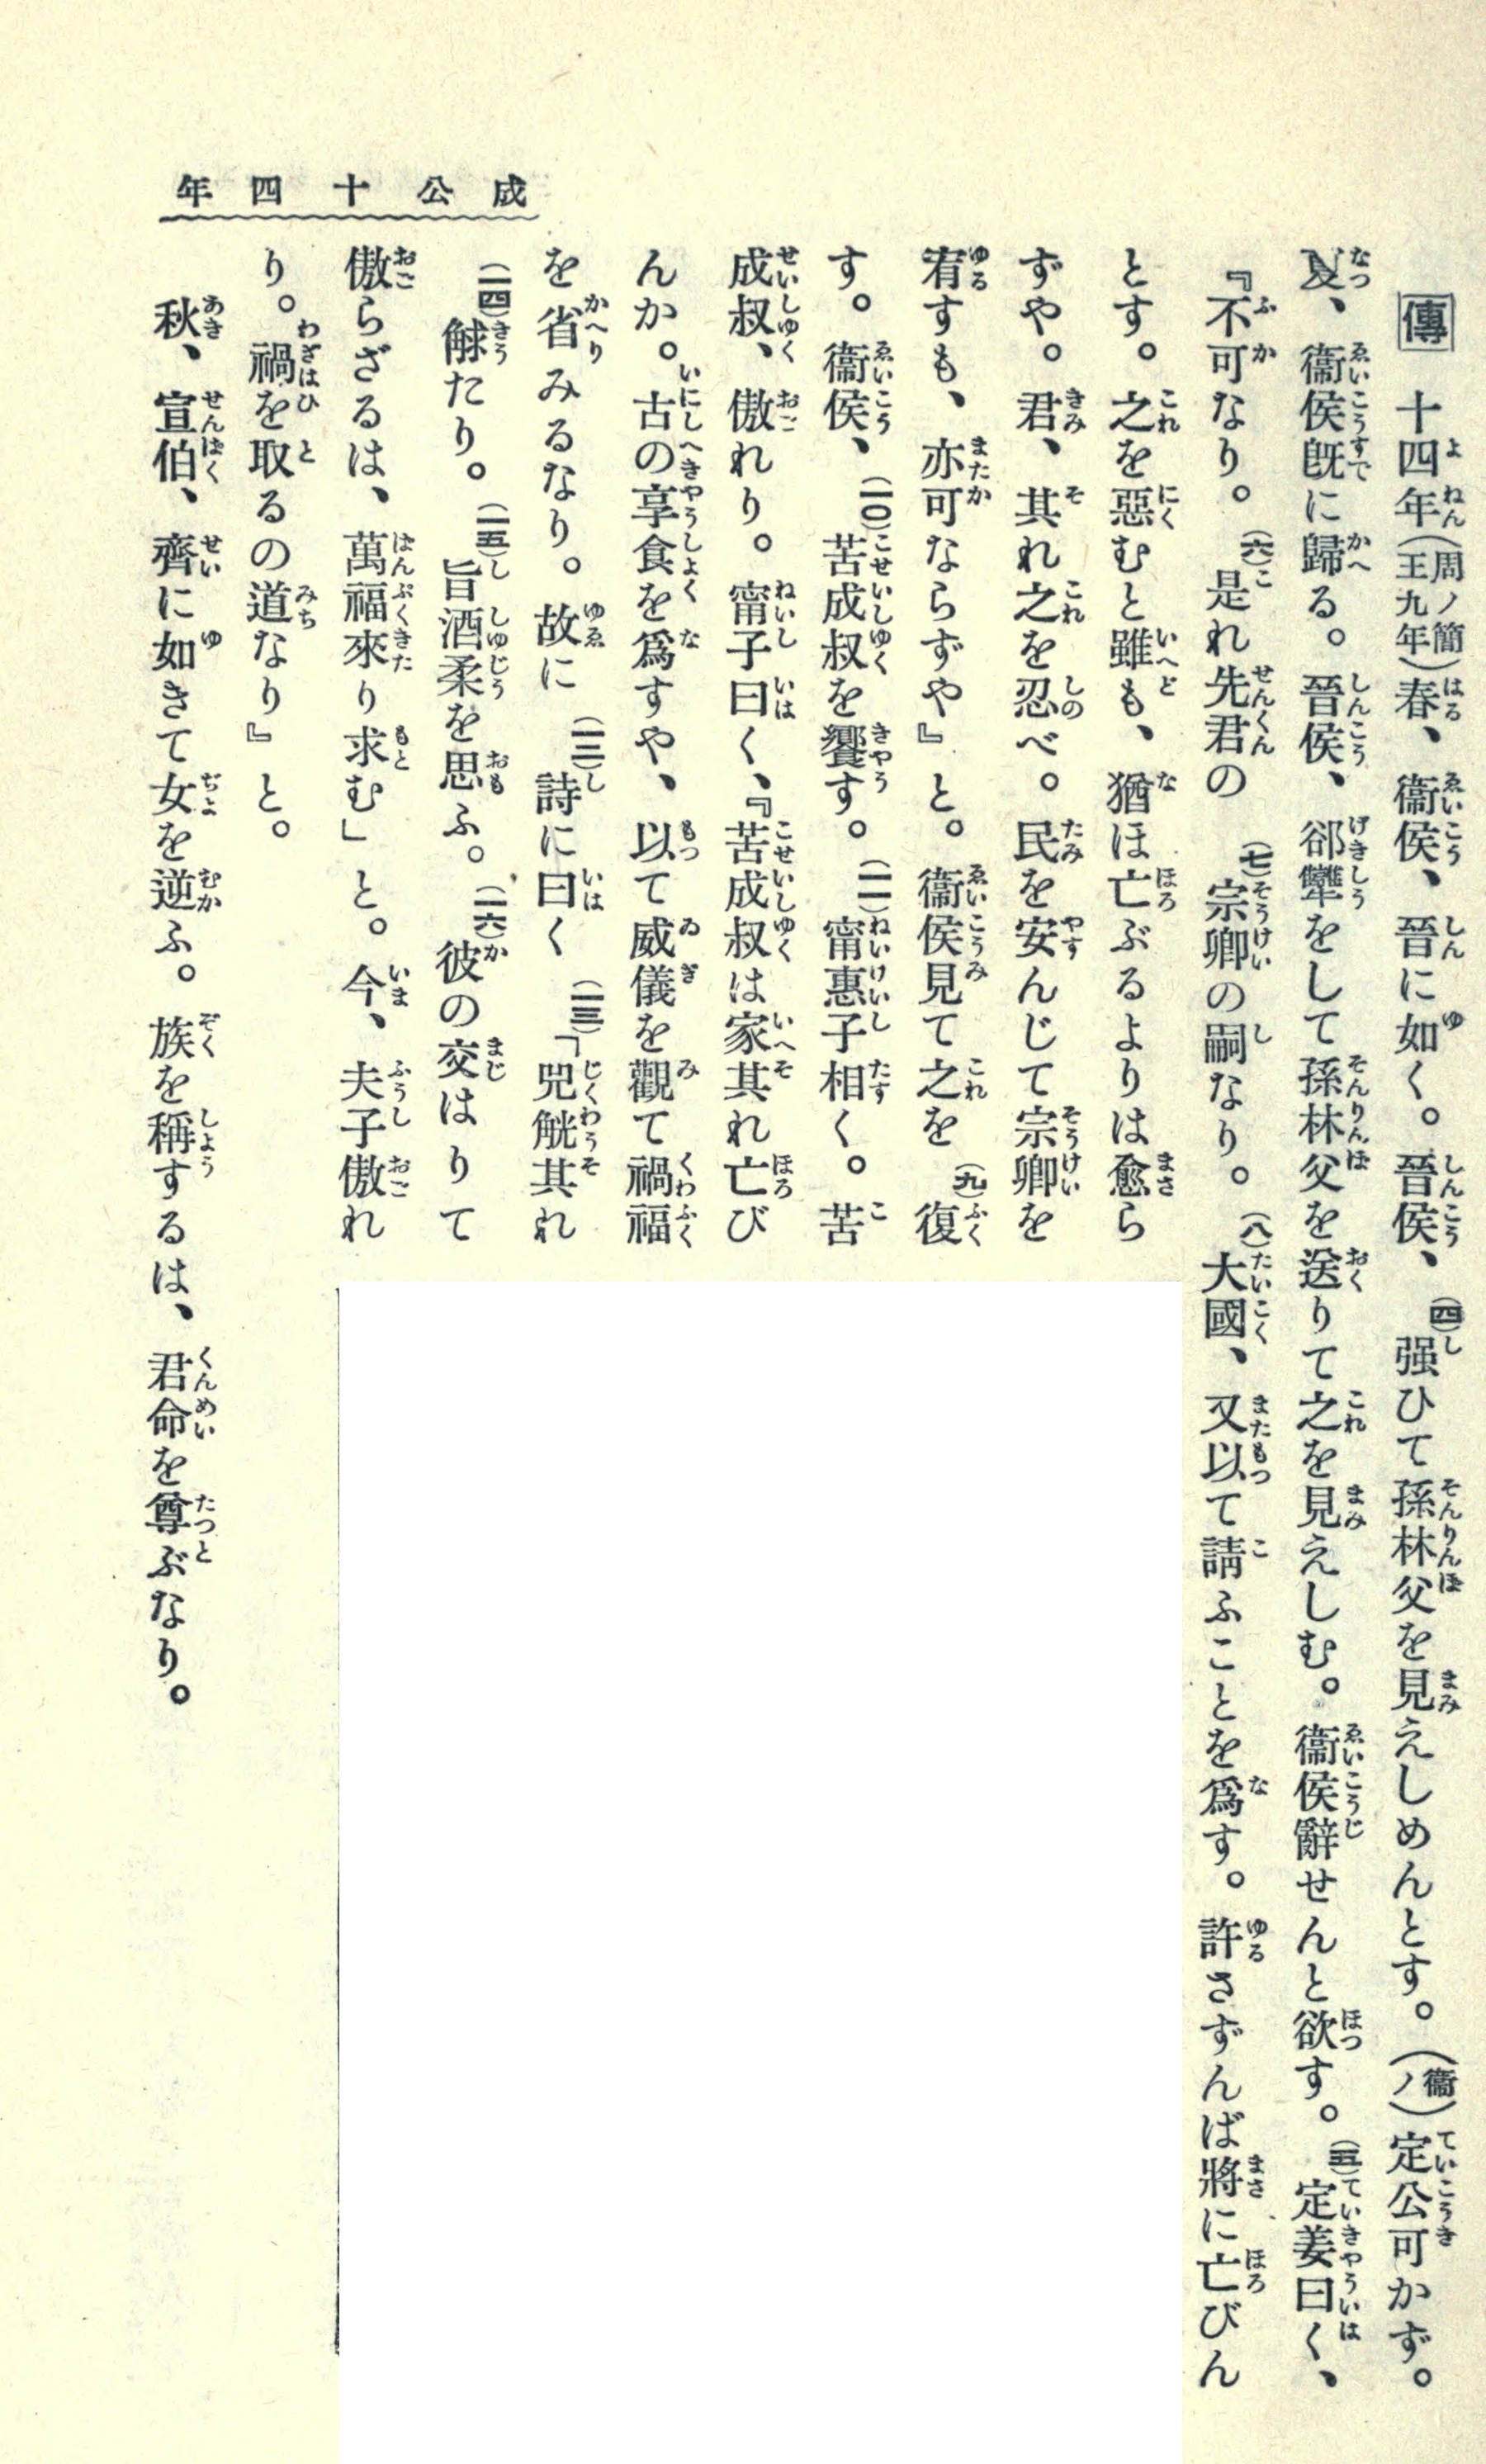 成公十四年
傳 十四年(周ノ簡王九年)春、衞侯、晉に如く。晉侯、(四)强ひて孫林父を見えしめんとす。(衞ノ)定公可かず。
夏、衞侯旣に歸る。晉侯、郤犫をして孫林父を送りて之を見えしむ。衞侯辭せんと欲す。(五)定姜曰く、
『不可なり。(六)是れ先君の(七)宗卿の嗣なり。(八)大國、又以て請ふことを爲す。許さずんば將に亡びん
とす。之を惡むと雖も、猶ほ亡ぶるよりは愈ら
ずや。君、其れ之を忍べ。民を安んじて宗卿を
宥すも、亦可ならずや』と。衞侯見て之を(九)復
す。衞侯、(一〇)苦成叔を饗す。(一一)甯惠子相く。苦
成叔、傲れり。甯子曰く、『苦成叔は家其れ亡び
んか。古の享食を爲すや、以て威儀を觀て禍福
を省みるなり。故に(一二)詩に曰く(一三)「兕觥其れ
(一四)觩たり。(一五)旨酒柔を思ふ。(一六)彼の交はりて
傲らざるは、萬福來り求む」と。今、夫子傲れ
り。禍を取るの道なり』と。
秋、宣伯、齊に如きて女を逆ふ。族を稱するは、君命を尊ぶなり。